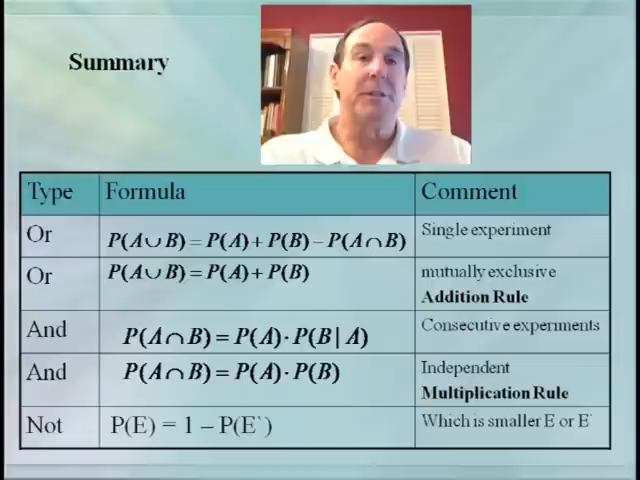 Summary
Type Formula Comment
Or P(A ∪ B) = P(A) + P(B) − P(A ∩ B) Single experiment
Or P(A ∪ B) = P(A) + P(B) mutually exclusive
Addition Rule
And P(A ∩ B) = P(A) · P(B | A) Consecutive experiments
And P(A ∩ B) = P(A) · P(B) Independent
Multiplication Rule
Not P(E) = 1 – P(E`) Which is smaller E or E`